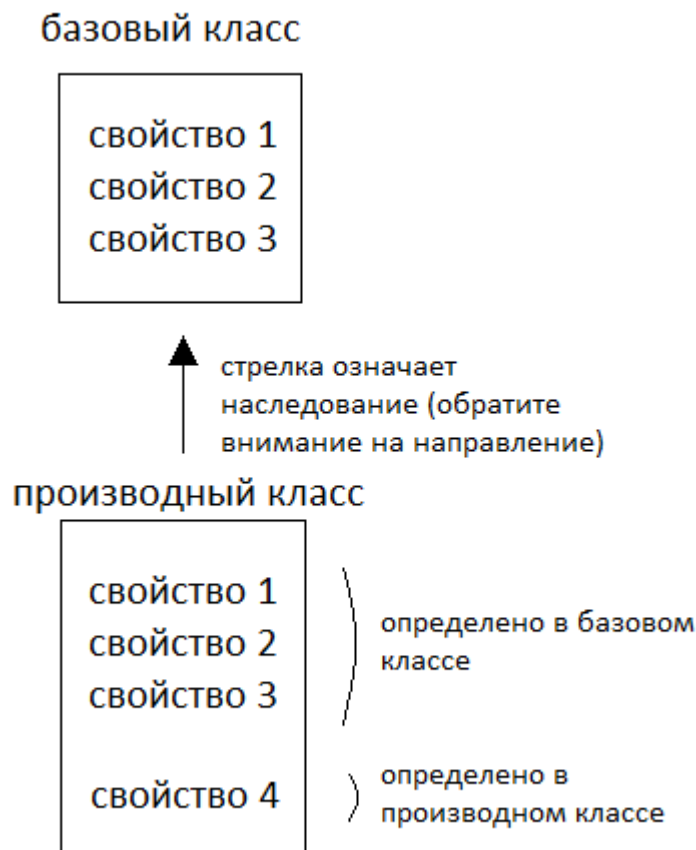 базовый класс
свойство 1
свойство 2
свойство 3
стрелка означает
наследование (обратите
внимание на направление)
производный класс
свойство 1
свойство 2
свойство 3
определено в базовом
классе
свойство 4
определено в
производном классе